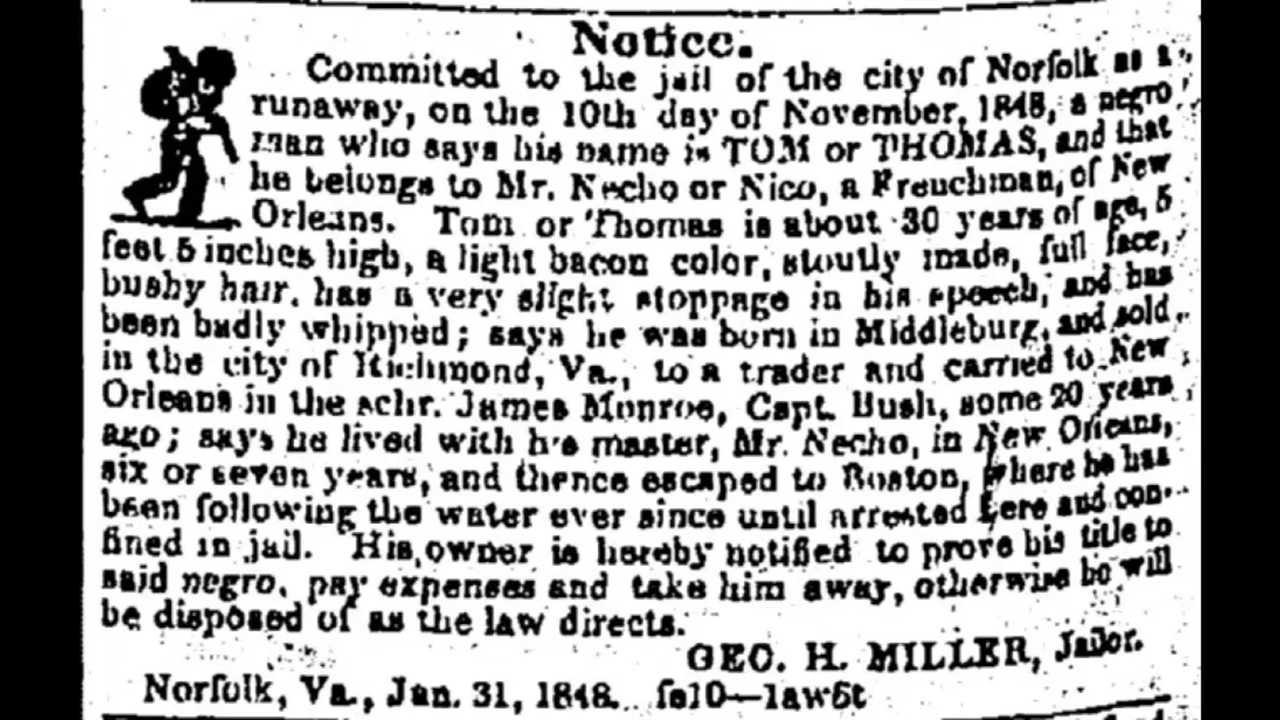 Notice.
Committed to the jail of the city of Norfolk as a
runaway, on the 10th day of November, 1848, a negro
man who says his name is TOM or THOMAS, and that
he belongs to Mr. Necho or Nico, a Frenchman, of New
Orleans. Tom or Thomas is about 30 years of age, 5
feet 5 inches high, a light bacon color, stoutly made, full face,
bushy hair, has a very slight stoppage in his speech, and has
been badly whipped; says he was born in Middleburg, and sold
in the city of Richmond, Va., to a trader and carried to New
Orleans in the schr. James Monroe, Capt. Bush, some 20 years
ago; says he lived with his master, Mr. Necho, in New Orleans,
six or seven years, and thence escaped to Boston, where he has
been following the water ever since until arrested here and con-
fined in jail. His owner is hereby notified to prove his title to
said negro, pay expenses and take him away, otherwise he will
be disposed of as the law directs.
GEO. H. MILLER, Jailor.
Norfolk, Va., Jan. 31, 1848. fe10—1aw6t